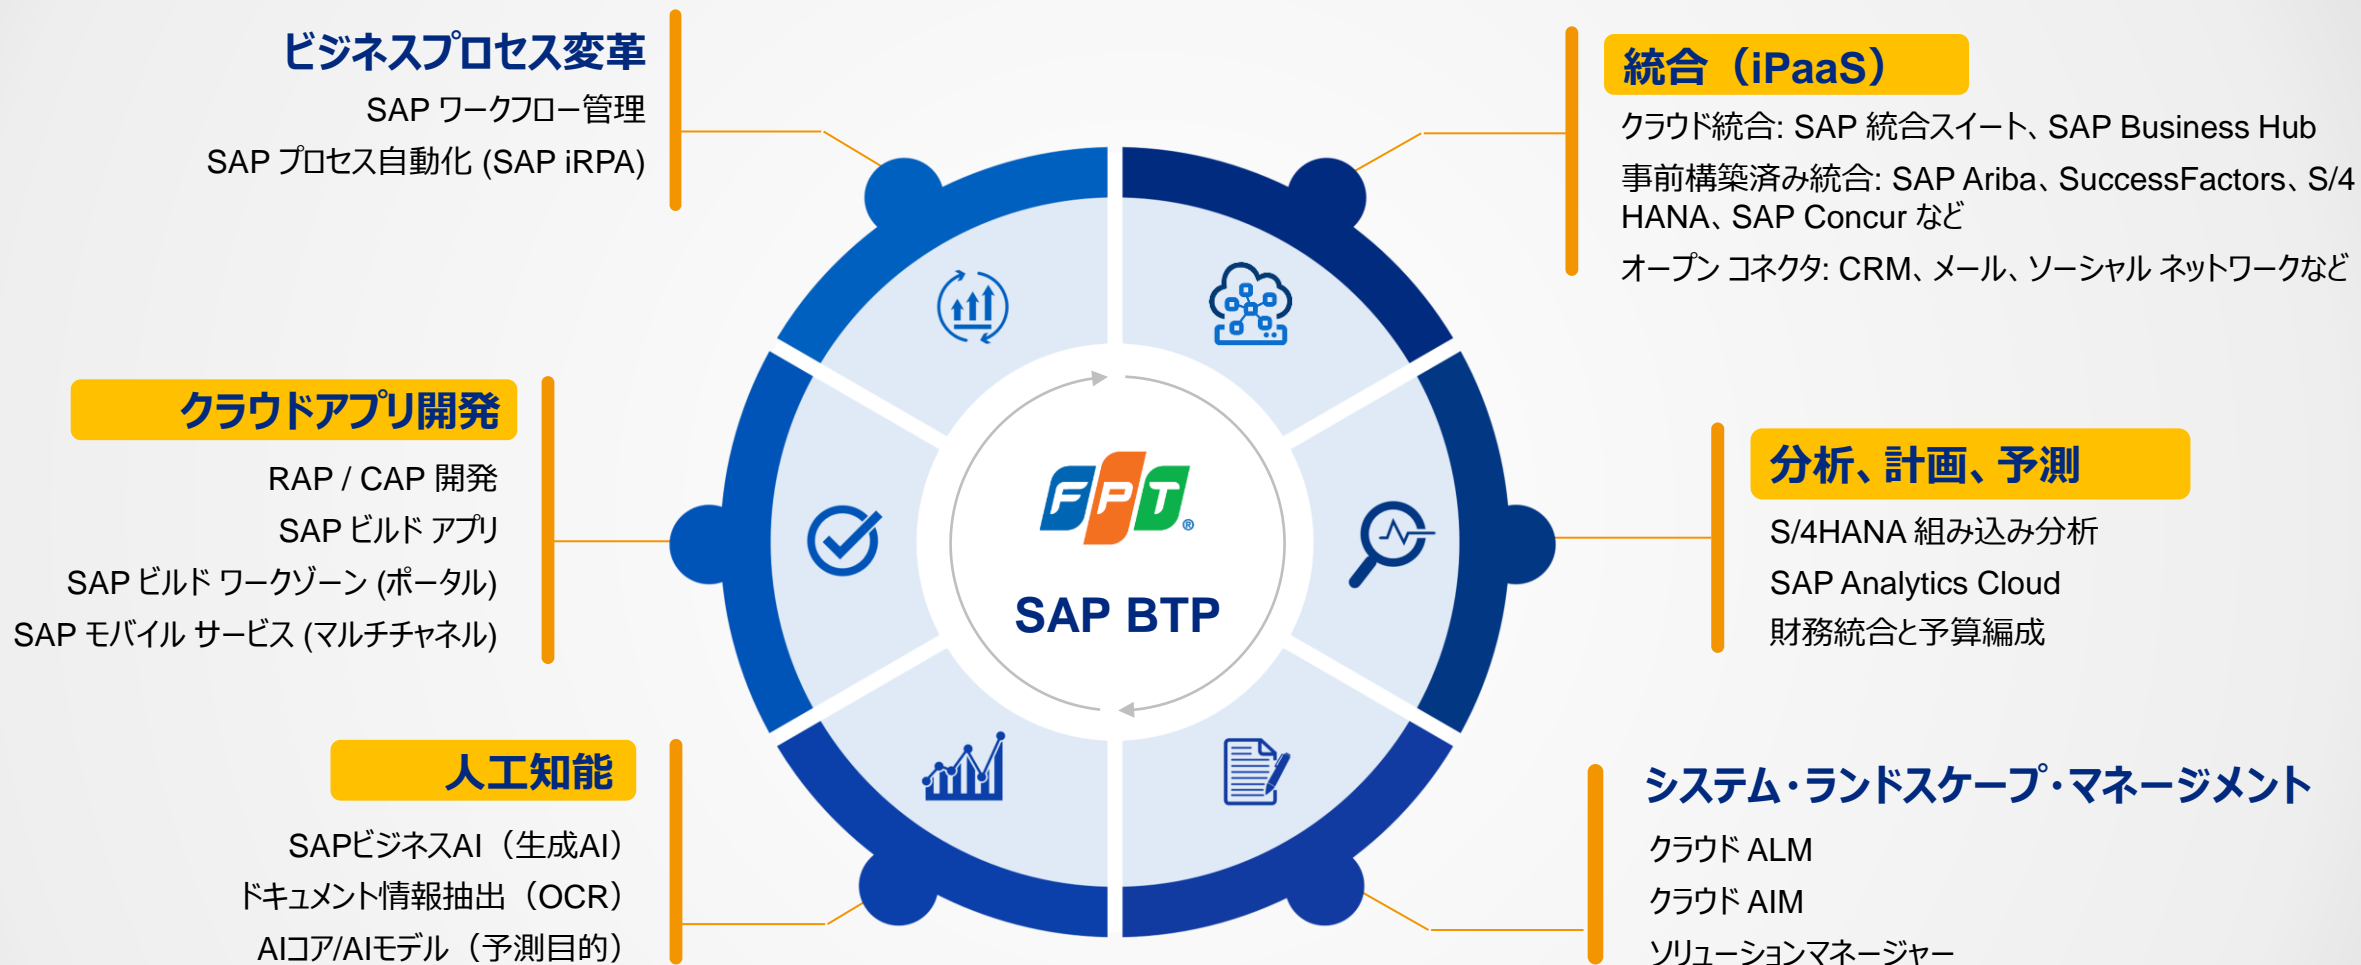 ビジネスプロセス変革
SAP ワークフロー管理
SAP プロセス自動化 (SAP iRPA)
統合（iPaaS）
クラウド統合: SAP 統合スイート、SAP Business Hub
事前構築済み統合: SAP Ariba、SuccessFactors、S/4
HANA、SAP Concur など
オープン コネクタ: CRM、メール、ソーシャル ネットワークなど
クラウドアプリ開発
RAP / CAP 開発
SAP ビルド アプリ
SAP ビルド ワークゾーン (ポータル)
SAP モバイル サービス (マルチチャネル)
FPT®
SAP BTP
分析、計画、予測
S/4HANA 組み込み分析
SAP Analytics Cloud
財務統合と予算編成
人工知能
SAPビジネスAI（生成AI）
ドキュメント情報抽出（OCR）
AIコア/AIモデル（予測目的）
システム・ランドスケープ・マネージメント
クラウド ALM
クラウド AIM
ソリューションマネージャー